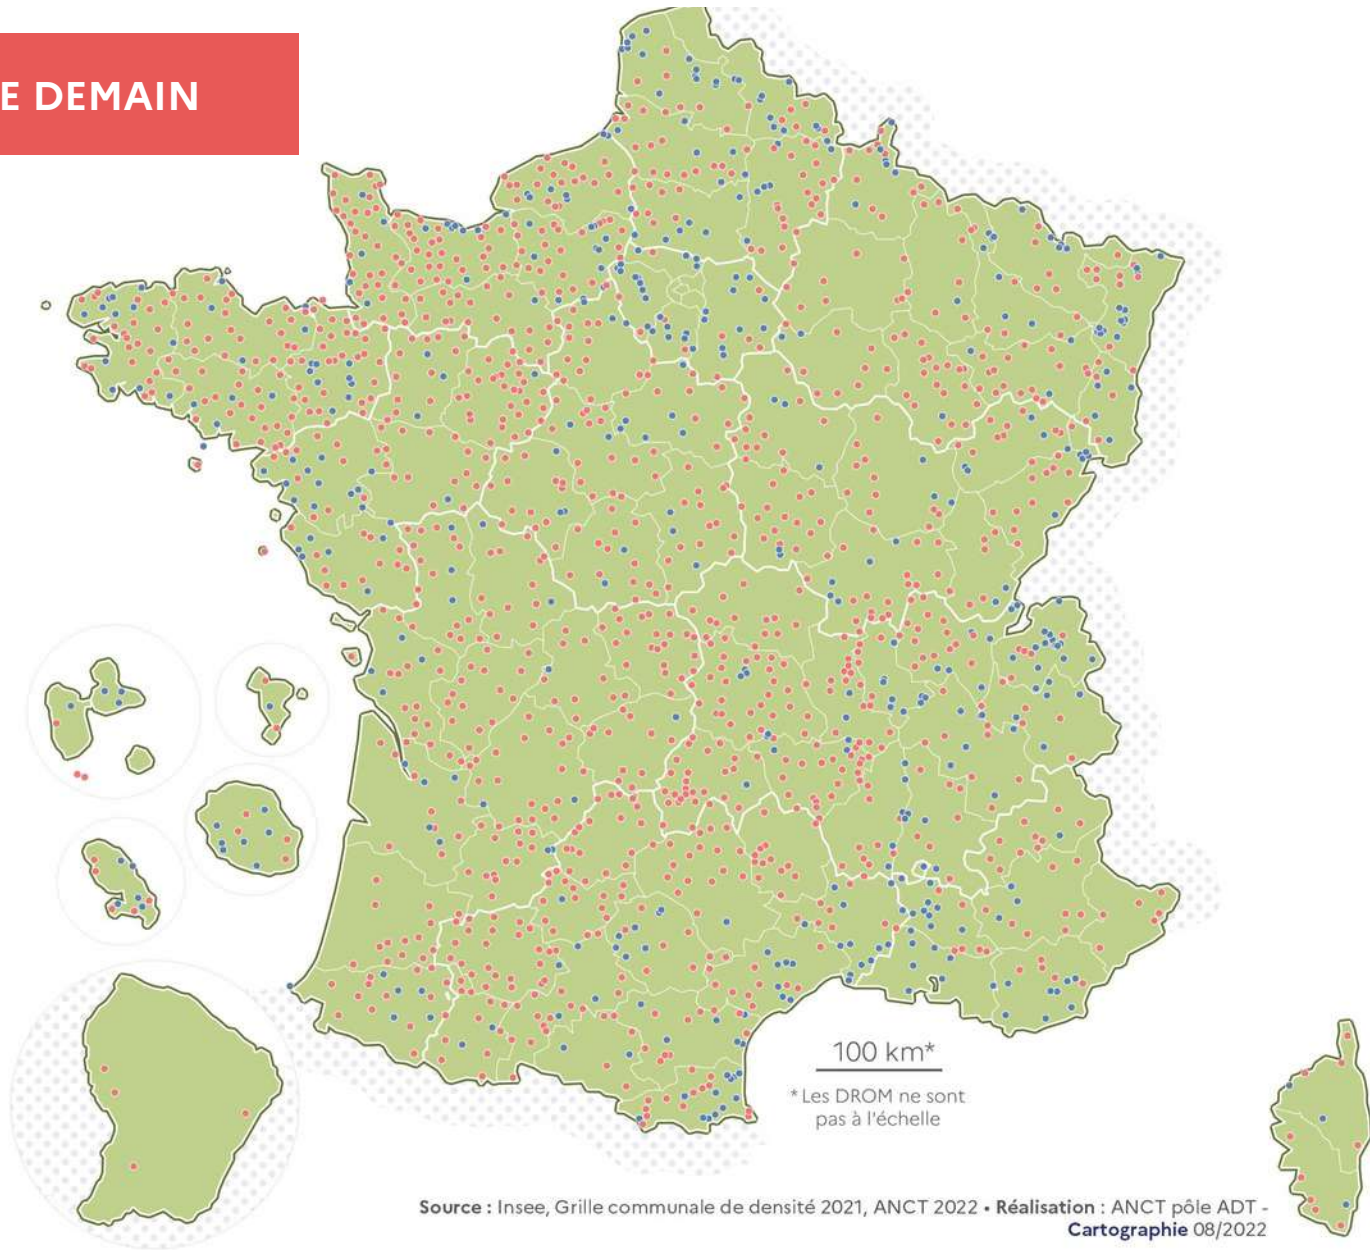 E DEMAIN
100 km*
* Les DROM ne sont
pas à l'échelle
Source : Insee, Grille communale de densité 2021, ANCT 2022 • Réalisation : ANCT pôle ADT -
Cartographie 08/2022